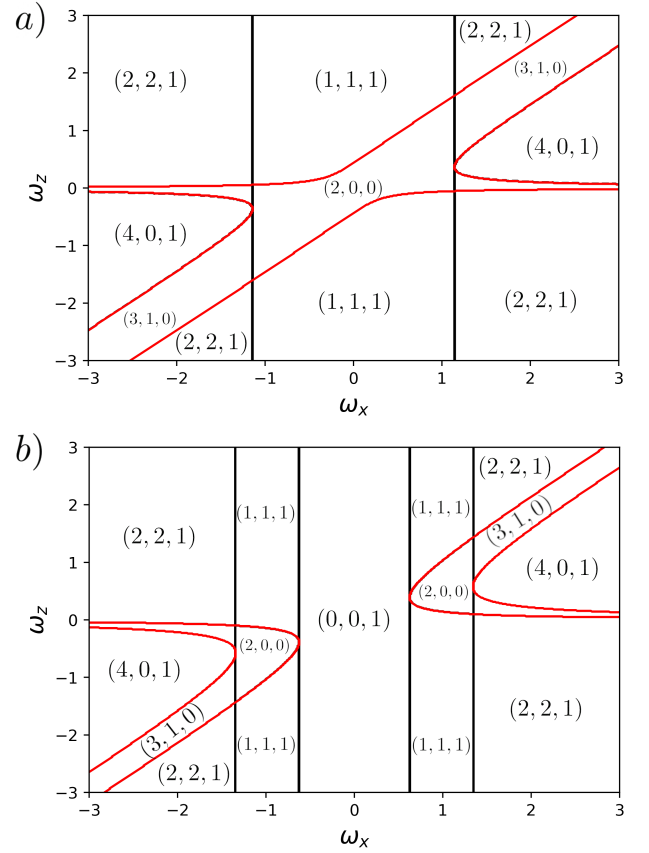 a)
3
2
1
0
−1
−2
−3
ω_z
(2, 2, 1)
(1, 1, 1)
(2, 2, 1)
(3, 1, 0)
(4, 0, 1)
(2, 0, 0)
(4, 0, 1)
(3, 1, 0)
(2, 2, 1)
(1, 1, 1)
(2, 2, 1)
−3 −2 −1 0 1 2 3
ω_x
b)
3
2
1
0
−1
−2
−3
ω_z
(2, 2, 1)
(1, 1, 1)
(1, 1, 1)
(2, 2, 1)
(3, 1, 0)
(4, 0, 1)
(2, 0, 0)
(0, 0, 1)
(2, 0, 0)
(4, 0, 1)
(3, 1, 0)
(2, 2, 1)
(1, 1, 1)
(1, 1, 1)
(2, 2, 1)
−3 −2 −1 0 1 2 3
ω_x